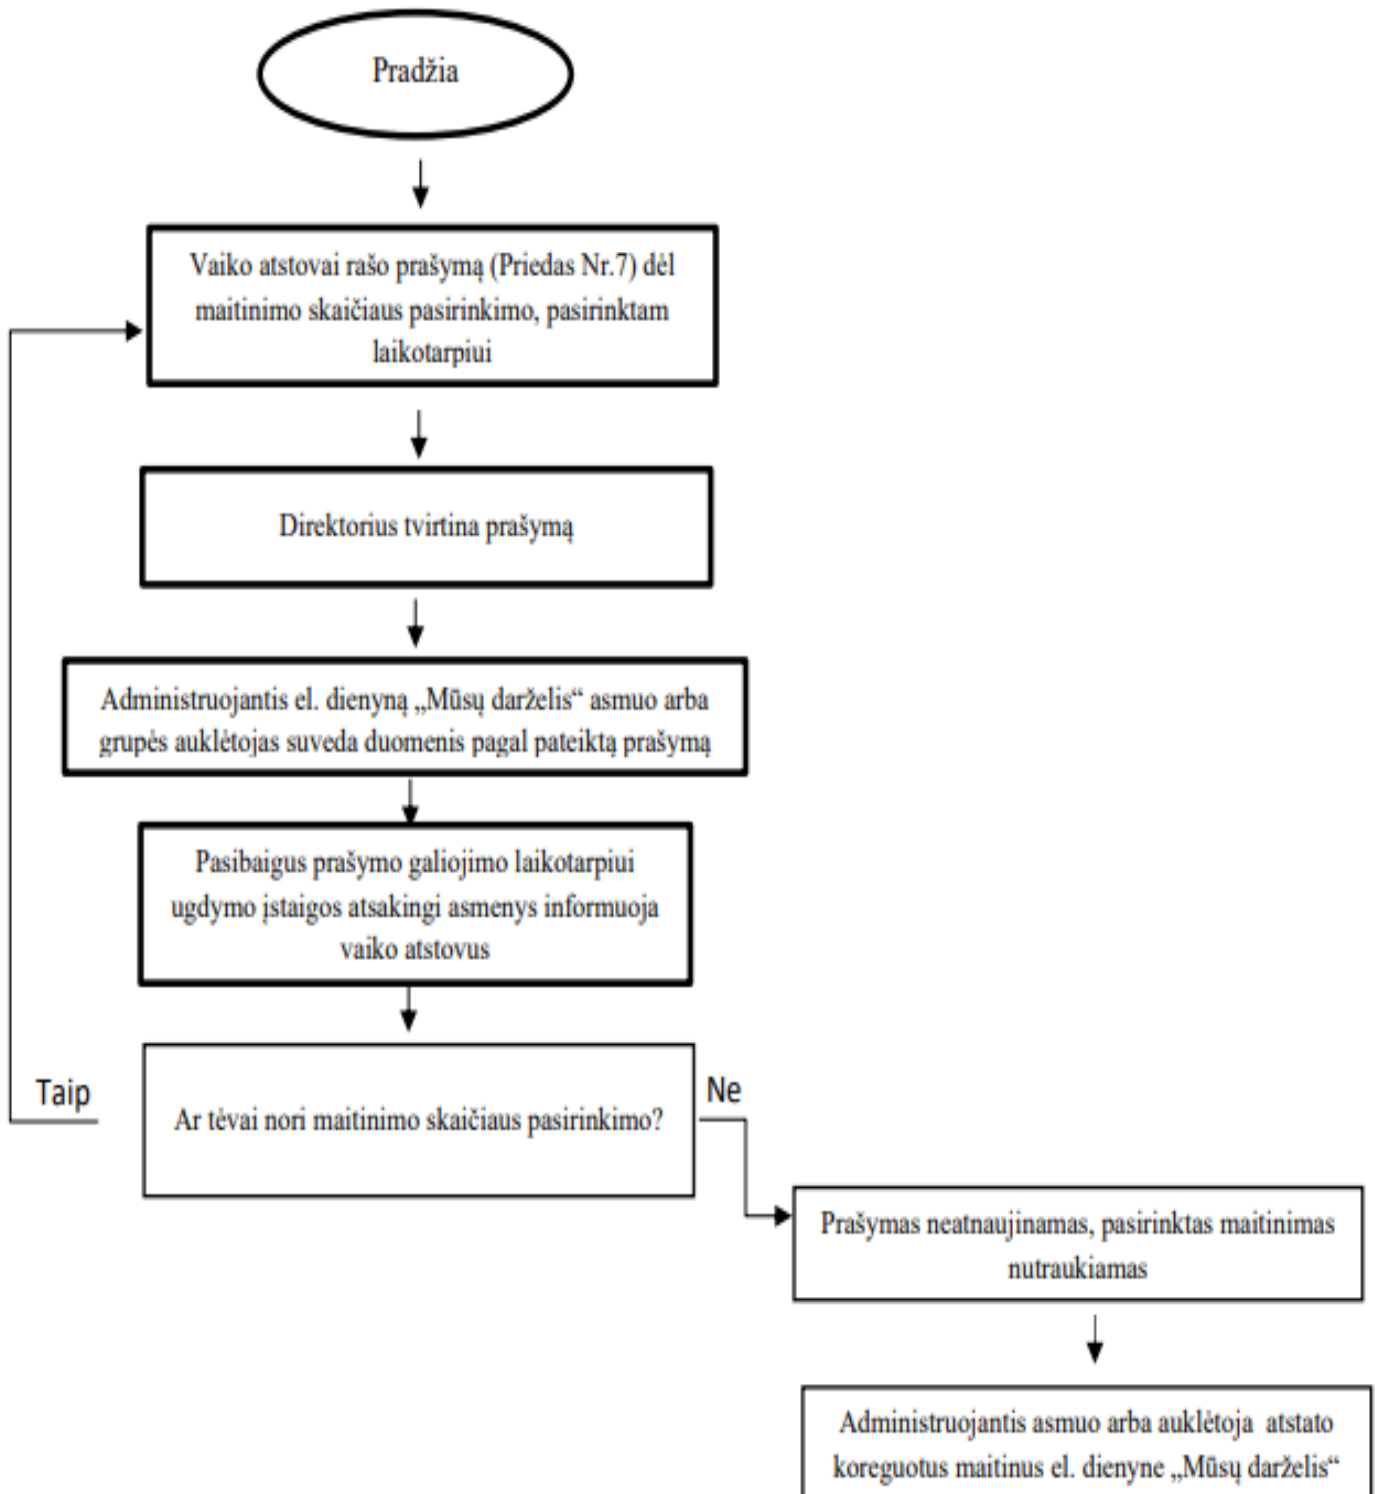 Pradžia
Vaiko atstovai rašo prašymą (Priedas Nr.7) dėl
maitinimo skaičiaus pasirinkimo, pasirinktam
laikotarpiui
Direktorius tvirtina prašymą
Administruojantis el. dienyną „Mūsų darželis“ asmuo arba
grupės auklėtojas suveda duomenis pagal pateiktą prašymą
Pasibaigus prašymo galiojimo laikotarpiui
ugdymo įstaigos atsakingi asmenys informuoja
vaiko atstovus
Taip
Ar tėvai nori maitinimo skaičiaus pasirinkimo?
Ne
Prašymas neatnaujinamas, pasirinktas maitinimas
nutraukiamas
Administruojantis asmuo arba auklėtoja atstato
koreguotus maitinus el. dienyne „Mūsų darželis“